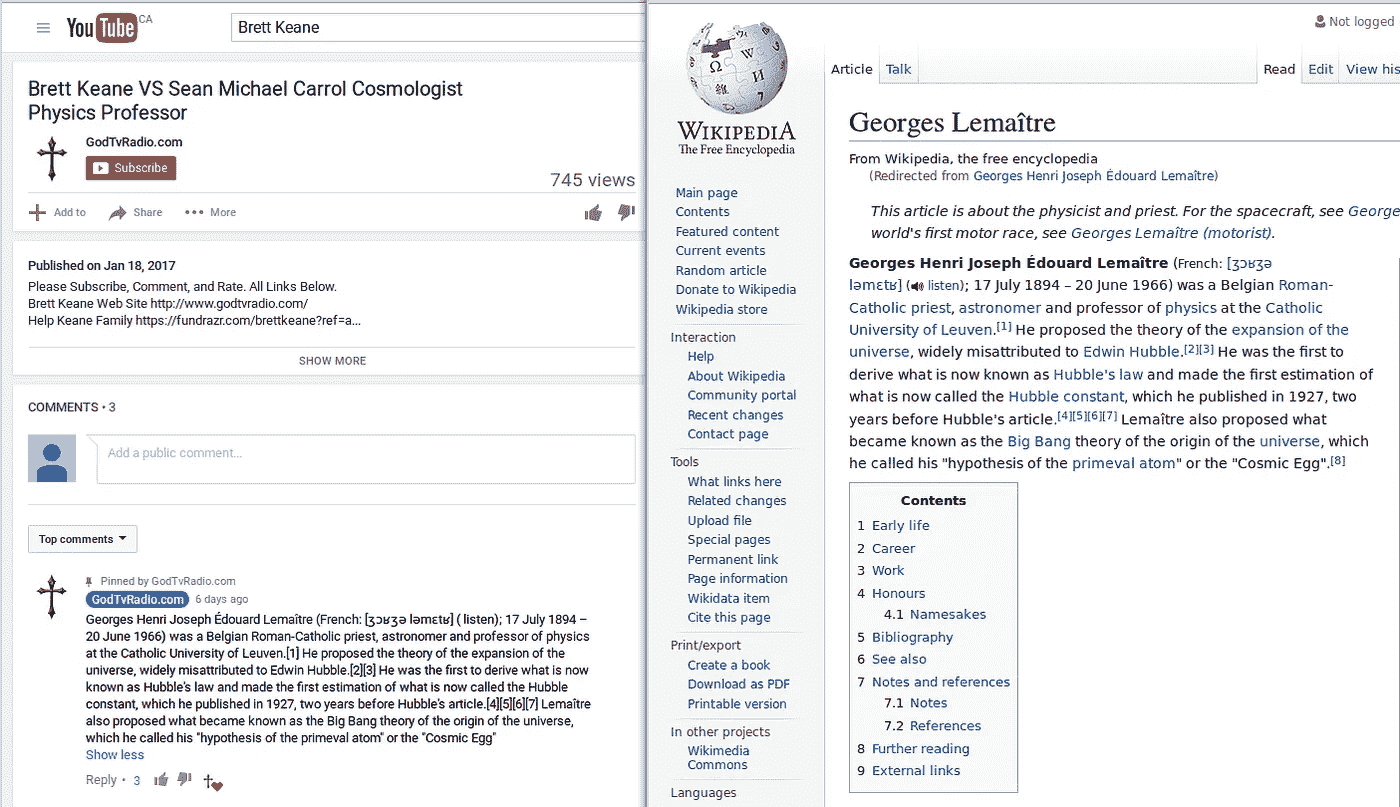 YouTube CA
Brett Keane
Brett Keane VS Sean Michael Carrol Cosmologist
Physics Professor
GodTvRadio.com
Subscribe
745 views
Add to
Share
More
Published on Jan 18, 2017
Please Subscribe, Comment, and Rate. All Links Below.
Brett Keane Web Site http://www.godtvradio.com/
Help Keane Family https://fundrazr.com/brettkeane?ref=a...
SHOW MORE
COMMENTS • 3
Add a public comment...
Top comments
Pinned by GodTvRadio.com
GodTvRadio.com 6 days ago
Georges Henri Joseph Édouard Lemaître (French: [ʒɔʁʒə ləmɛtʁ] ( listen); 17 July 1894 –
20 June 1966) was a Belgian Roman-Catholic priest, astronomer and professor of physics
at the Catholic University of Leuven.[1] He proposed the theory of the expansion of the
universe, widely misattributed to Edwin Hubble.[2][3] He was the first to derive what is now
known as Hubble's law and made the first estimation of what is now called the Hubble
constant, which he published in 1927, two years before Hubble's article.[4][5][6][7] Lemaître
also proposed what became known as the Big Bang theory of the origin of the universe,
which he called his "hypothesis of the primeval atom" or the "Cosmic Egg"
Show less
Reply • 3
WIKIPEDIA
The Free Encyclopedia
Main page
Contents
Featured content
Current events
Random article
Donate to Wikipedia
Wikipedia store
Interaction
Help
About Wikipedia
Community portal
Recent changes
Contact page
Tools
What links here
Related changes
Upload file
Special pages
Permanent link
Page information
Wikidata item
Cite this page
Print/export
Create a book
Download as PDF
Printable version
In other projects
Wikimedia
Commons
Languages
Not logged
Article
Talk
Read
Edit
View his
Georges Lemaître
From Wikipedia, the free encyclopedia
(Redirected from Georges Henri Joseph Édouard Lemaître)
This article is about the physicist and priest. For the spacecraft, see George
world's first motor race, see Georges Lemaître (motorist).
Georges Henri Joseph Édouard Lemaître (French: [ʒɔʁʒə
ləmɛtʁ] ( listen); 17 July 1894 – 20 June 1966) was a Belgian Roman-
Catholic priest, astronomer and professor of physics at the Catholic
University of Leuven.[1] He proposed the theory of the expansion of the
universe, widely misattributed to Edwin Hubble.[2][3] He was the first to
derive what is now known as Hubble's law and made the first estimation of
what is now called the Hubble constant, which he published in 1927, two
years before Hubble's article.[4][5][6][7] Lemaître also proposed what
became known as the Big Bang theory of the origin of the universe, which
he called his "hypothesis of the primeval atom" or the "Cosmic Egg".[8]
Contents
1 Early life
2 Career
3 Work
4 Honours
4.1 Namesakes
5 Bibliography
6 See also
7 Notes and references
7.1 Notes
7.2 References
8 Further reading
9 External links